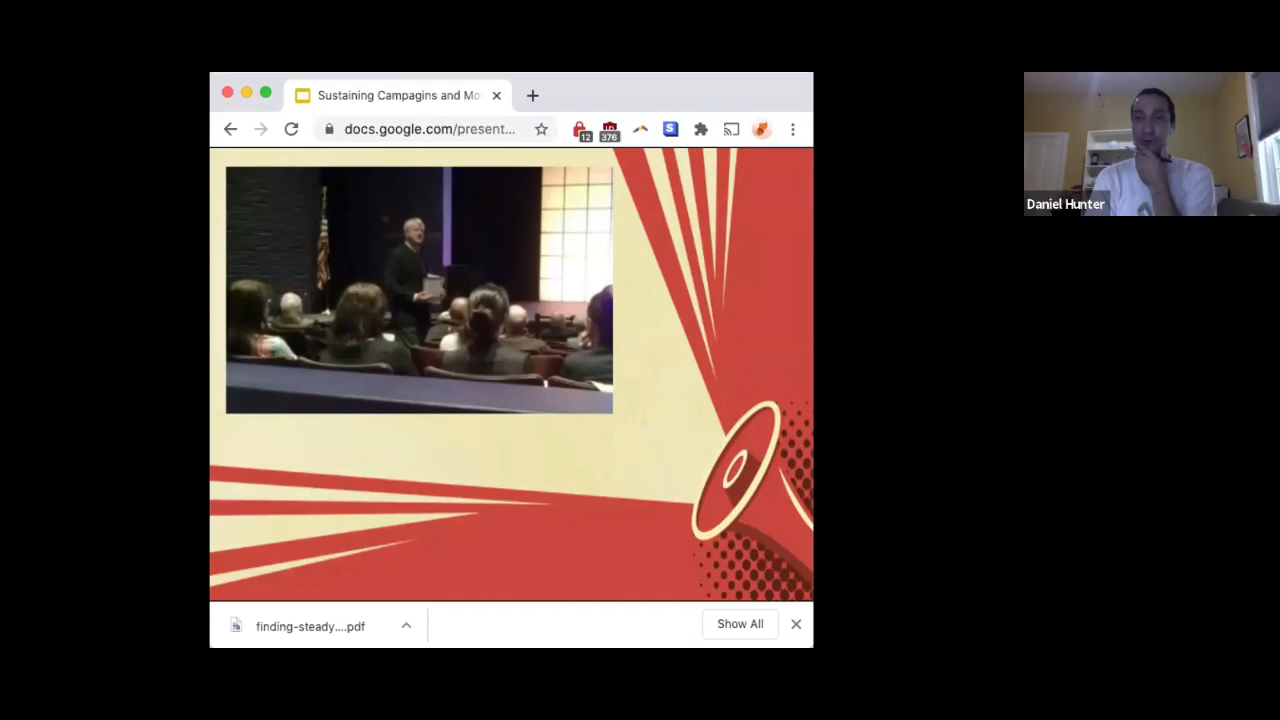 Sustaining Campagins and Mo
docs.google.com/present...
12
376
S
Daniel Hunter
finding-steady....pdf
Show All